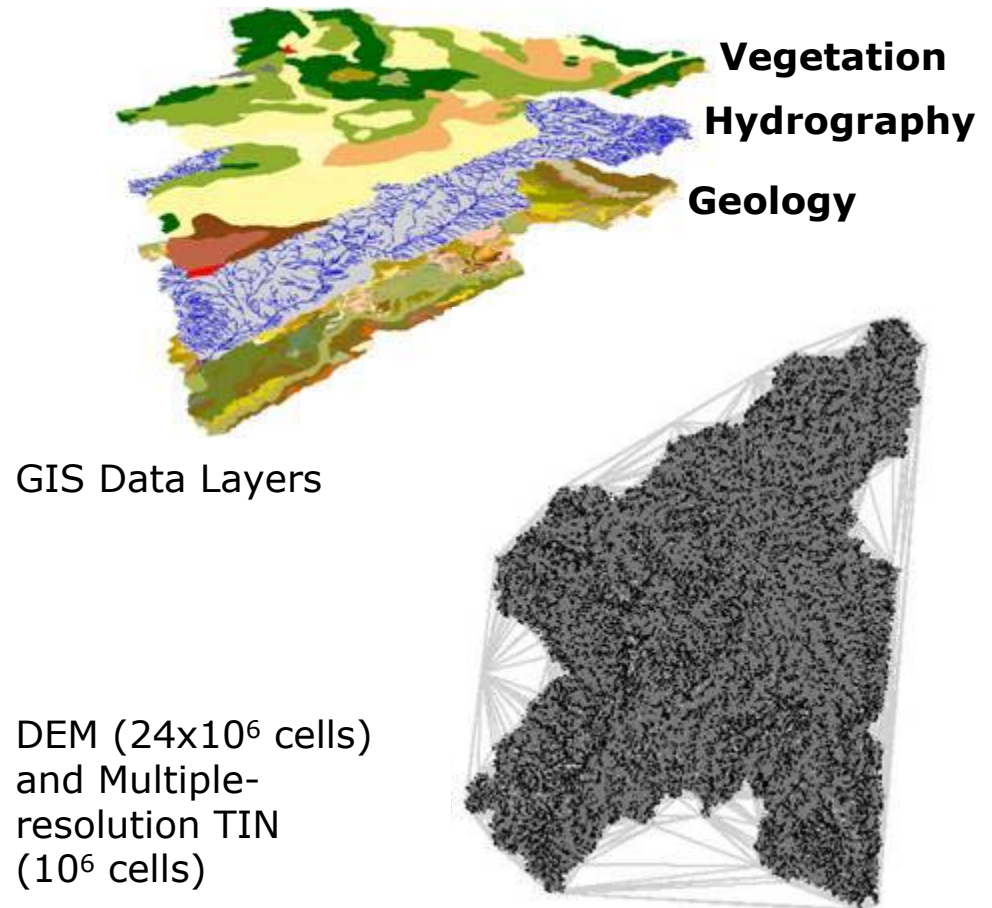 Vegetation
Hydrography
Geology
GIS Data Layers
DEM (24x10⁶ cells)
and Multiple-
resolution TIN
(10⁶ cells)